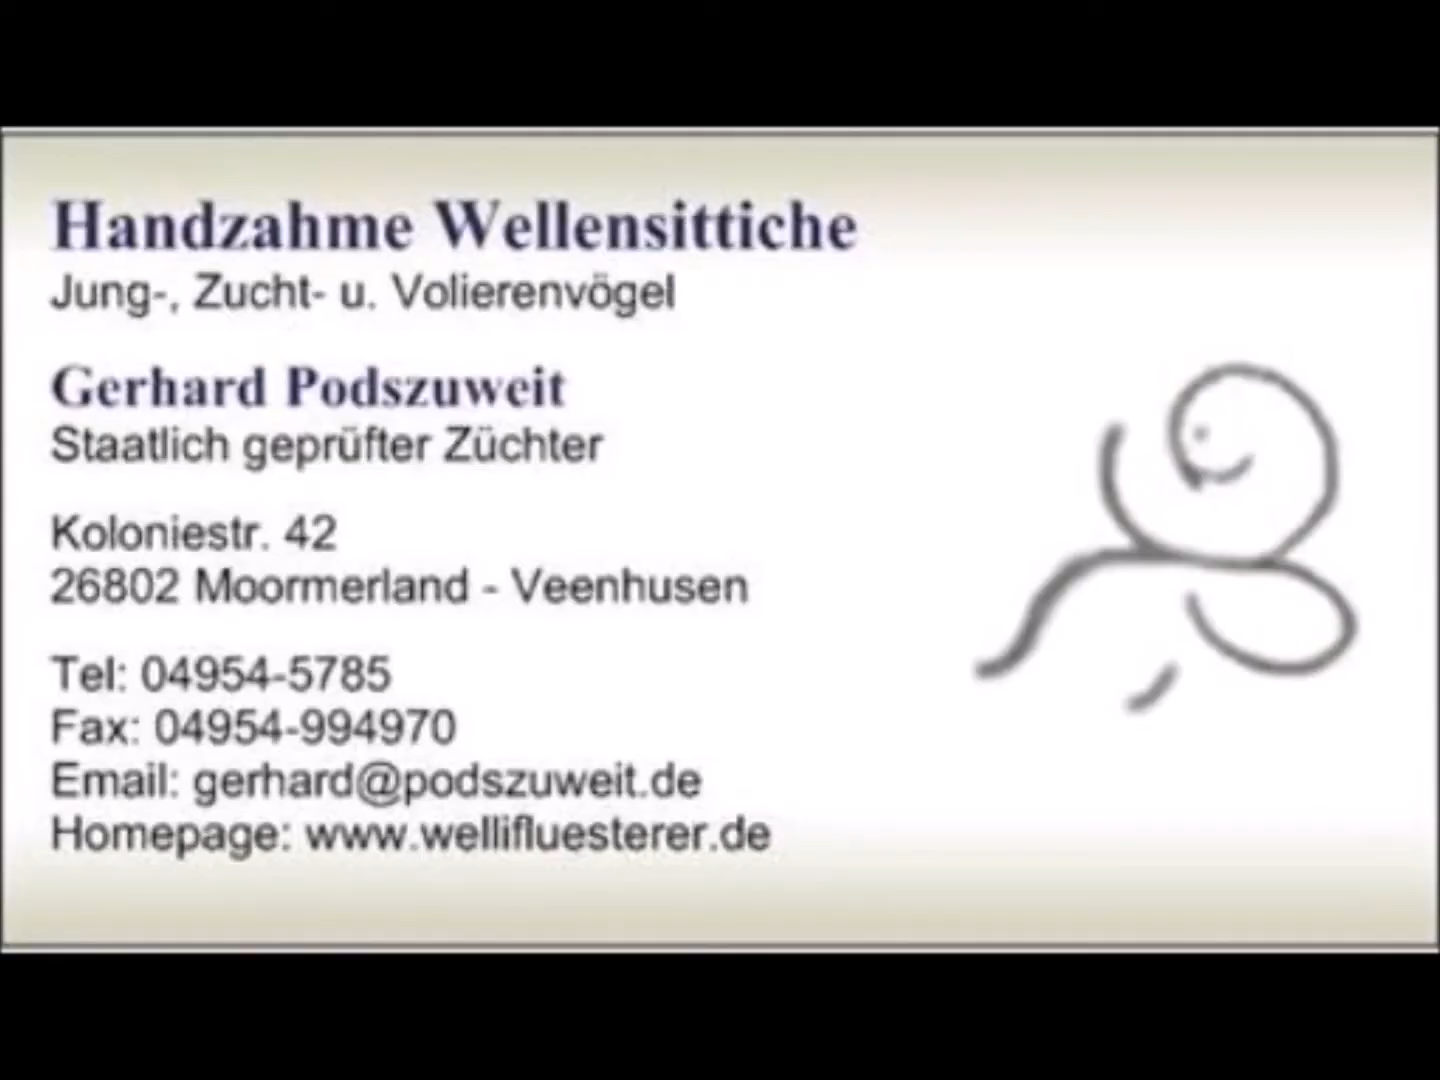 Handzahme Wellensittiche
Jung-, Zucht- u. Volierenvögel
Gerhard Podszuweit
Staatlich geprüfter Züchter
Koloniestr. 42
26802 Moormerland - Veenhusen
Tel: 04954-5785
Fax: 04954-994970
Email: gerhard@podszuweit.de
Homepage: www.wellifluesterer.de